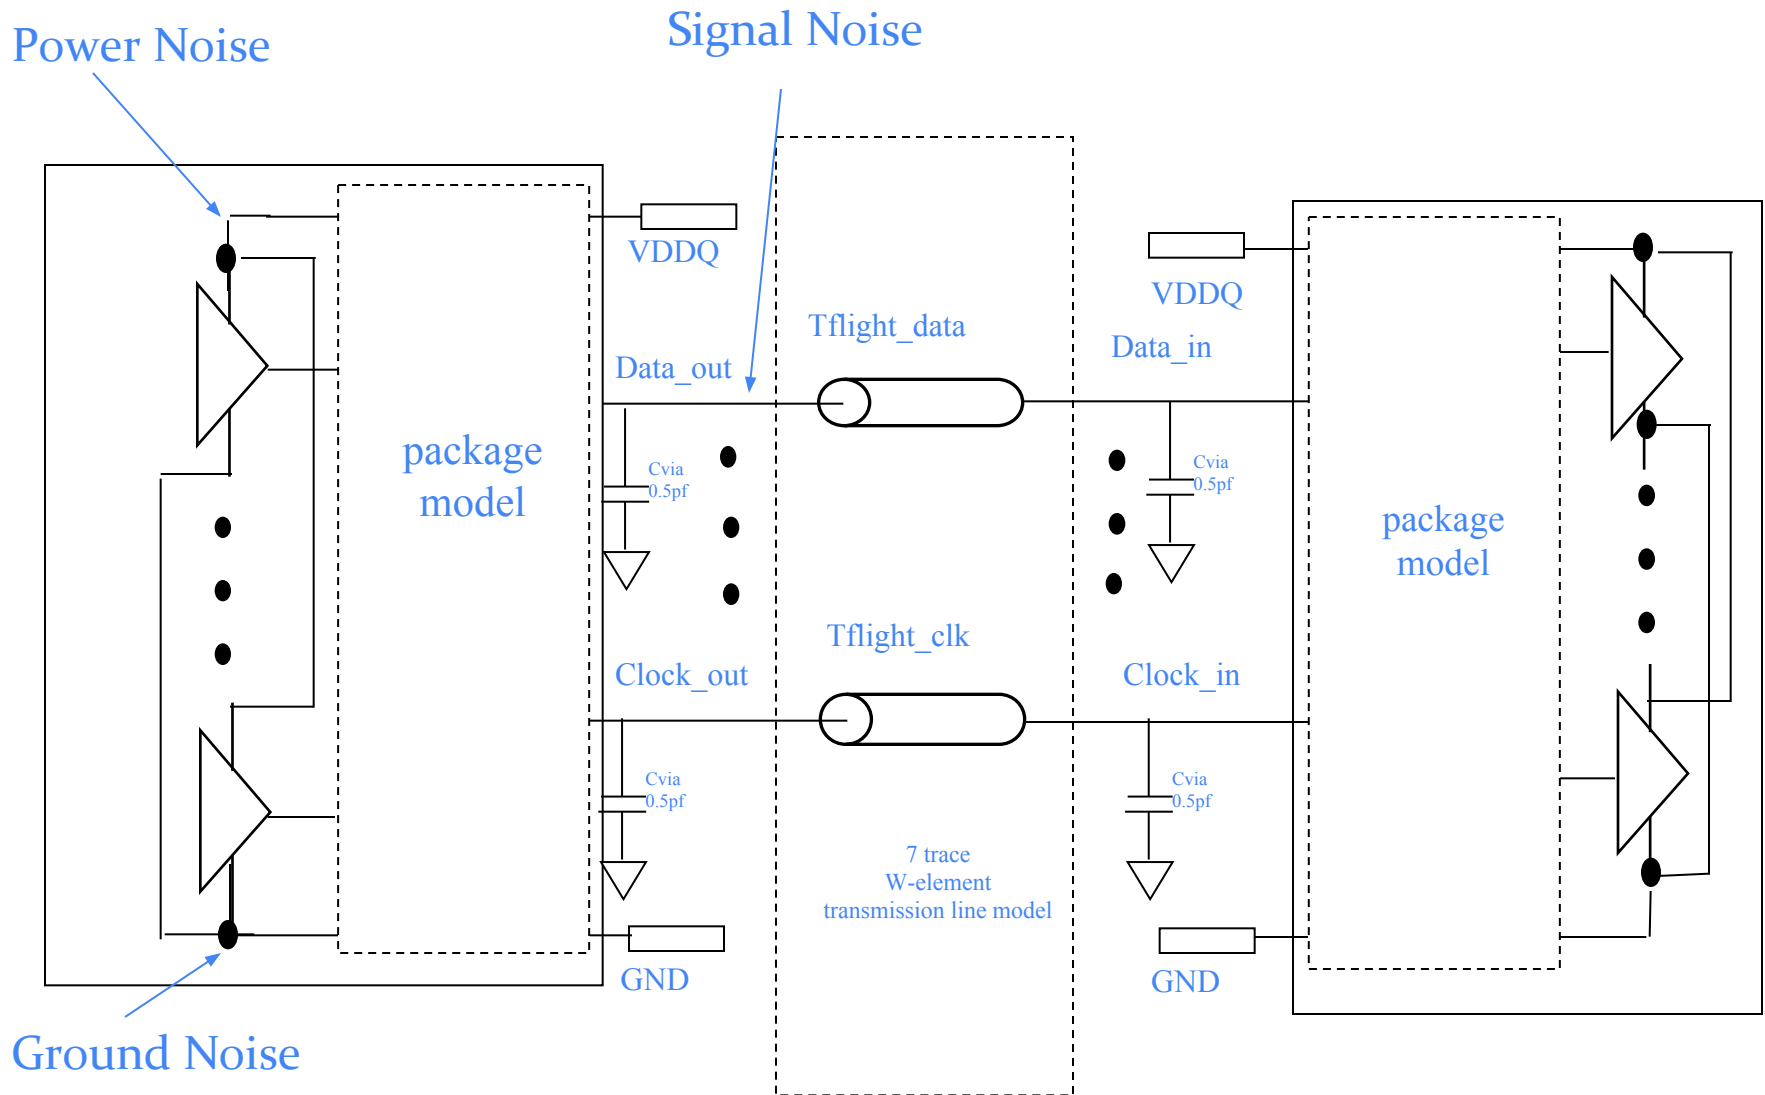 Power Noise
Signal Noise
VDDQ
VDDQ
Tflight_data
Data_out
Data_in
package
model
Cvia
0.5pf
Cvia
0.5pf
package
model
Tflight_clk
Clock_out
Clock_in
Cvia
0.5pf
Cvia
0.5pf
7 trace
W-element
transmission line model
GND
GND
Ground Noise